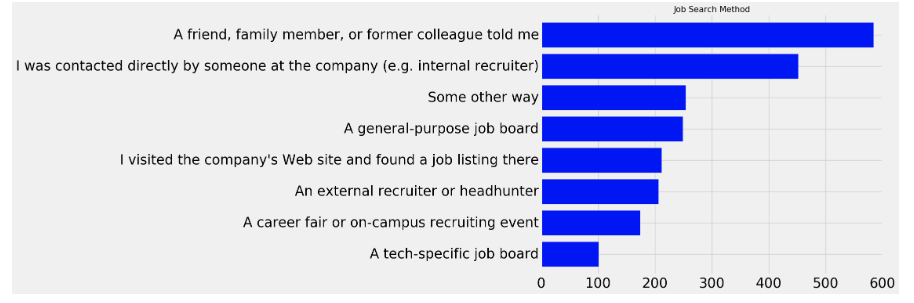 Job Search Method
A friend, family member, or former colleague told me
I was contacted directly by someone at the company (e.g. internal recruiter)
Some other way
A general-purpose job board
I visited the company's Web site and found a job listing there
An external recruiter or headhunter
A career fair or on-campus recruiting event
A tech-specific job board
0 100 200 300 400 500 600